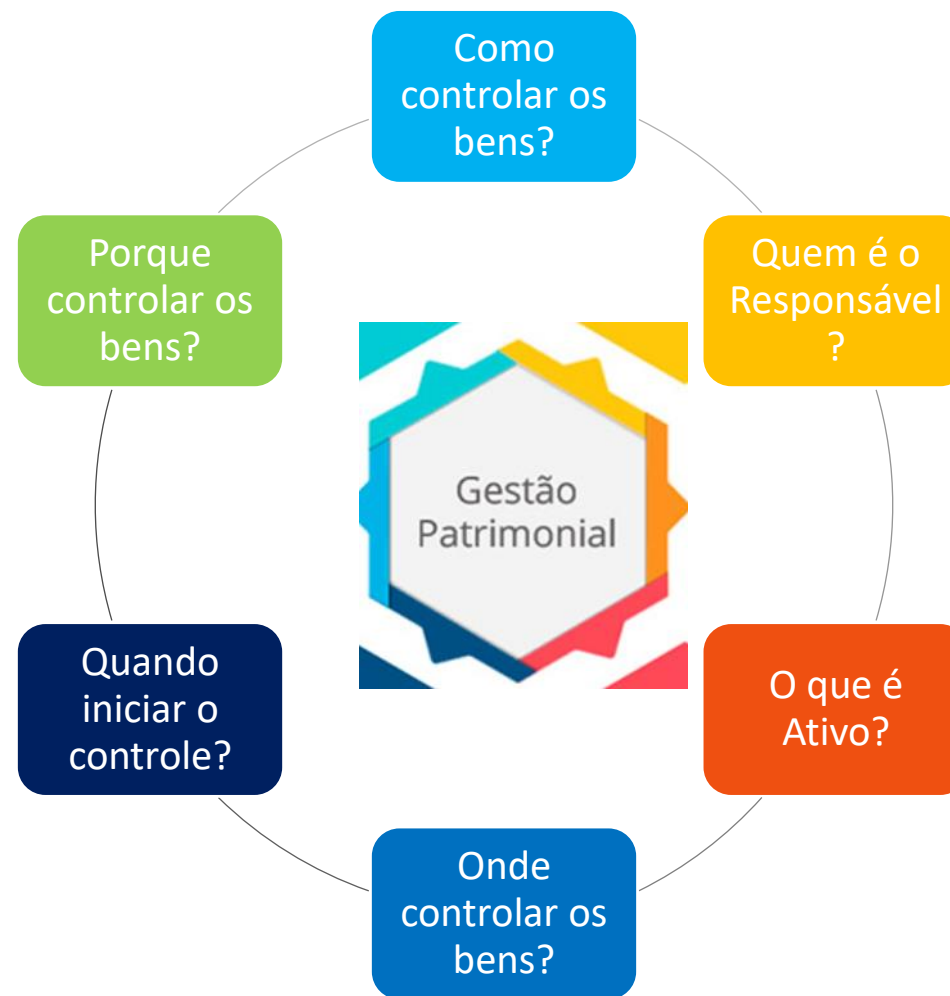 Como
controlar os
bens?
Porque
controlar os
bens?
Quem é o
Responsável
?
Gestão
Patrimonial
Quando
iniciar o
controle?
O que é
Ativo?
Onde
controlar os
bens?